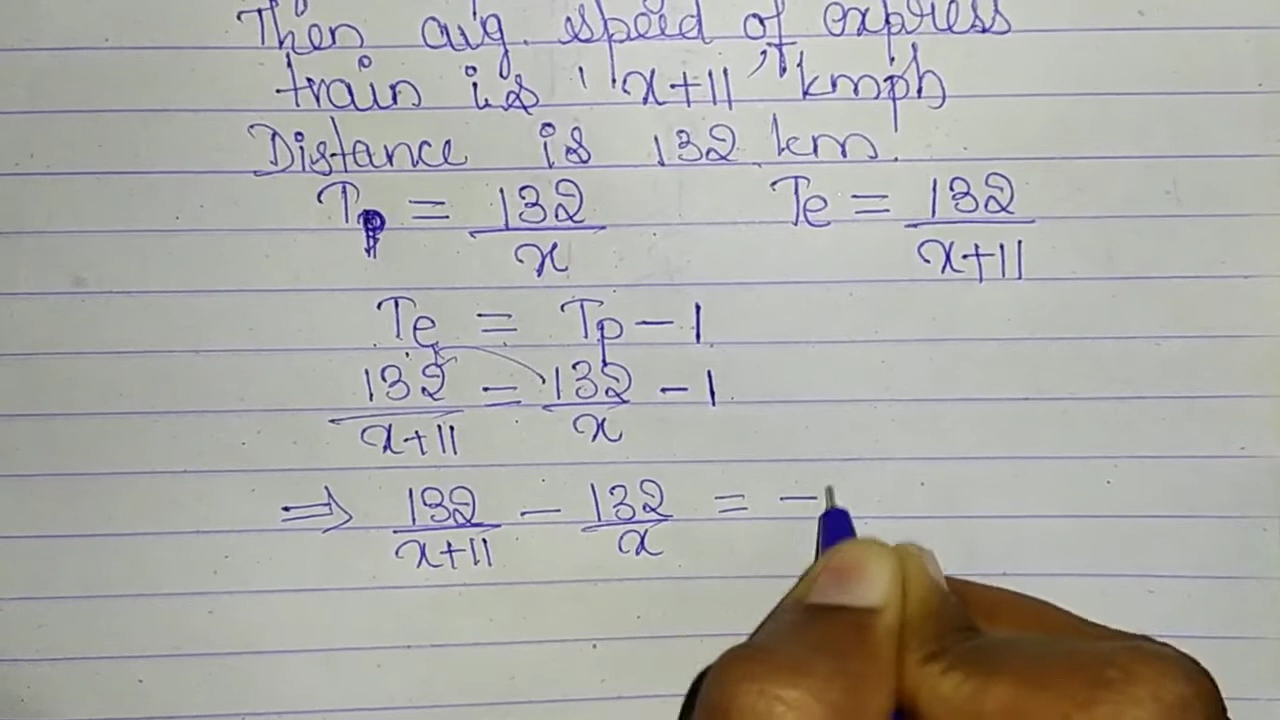 Then avg. speed of express
train is 'x+11' kmph
Distance is 132 km.
Tp = 132/x Te = 132/x+11
Te = Tp - 1
132/x+11 = 132/x - 1
⇒ 132/x+11 - 132/x = -